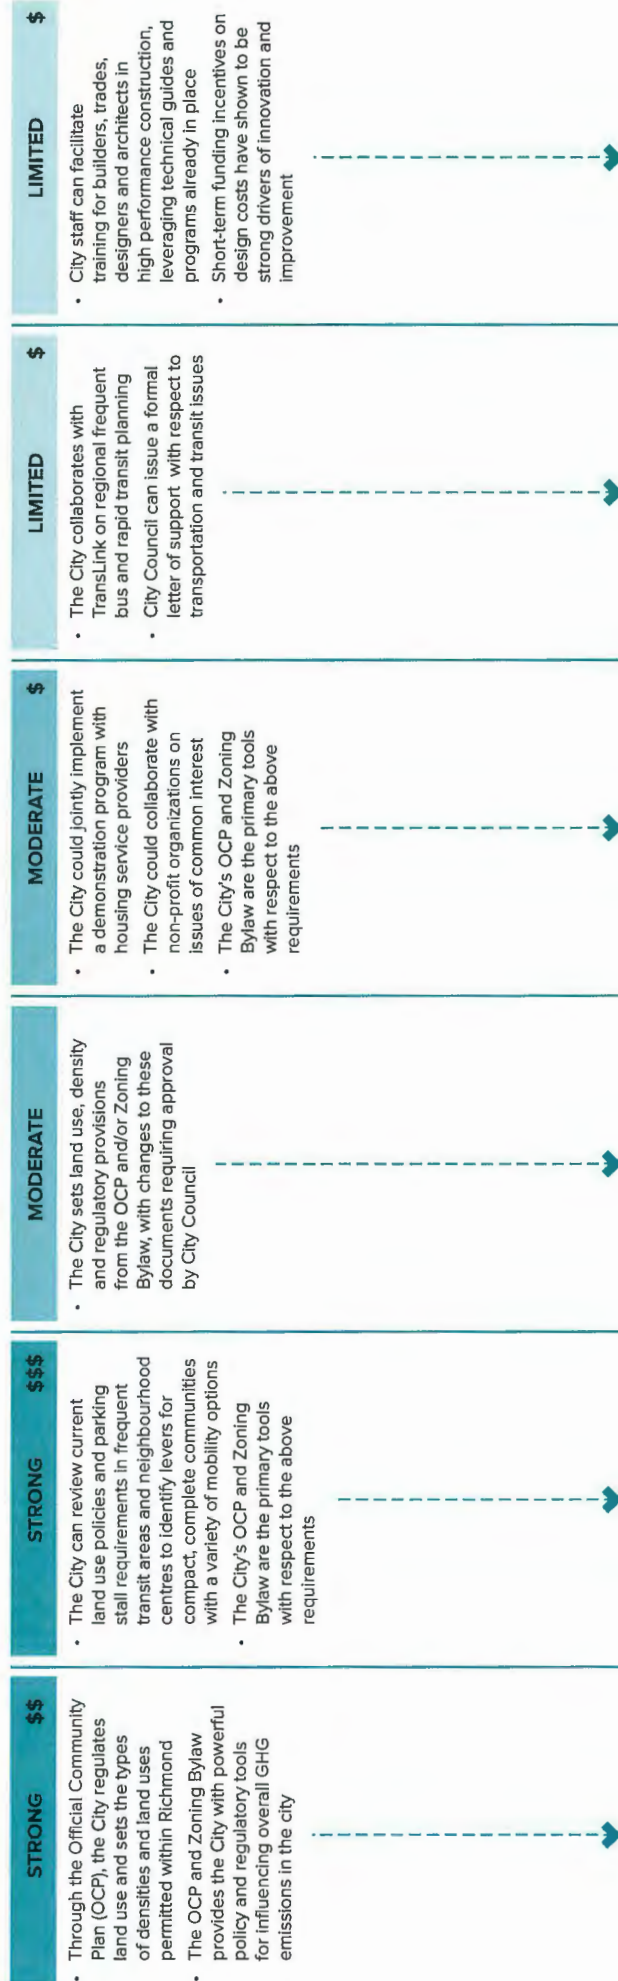 STRONG $$
• Through the Official Community
Plan (OCP), the City regulates
land use and sets the types
of densities and land uses
permitted within Richmond
• The OCP and Zoning Bylaw
provides the City with powerful
policy and regulatory tools
for influencing overall GHG
emissions in the city
STRONG $$$
• The City can review current
land use policies and parking
stall requirements in frequent
transit areas and neighbourhood
centres to identify levers for
compact, complete communities
with a variety of mobility options
• The City's OCP and Zoning
Bylaw are the primary tools
with respect to the above
requirements
MODERATE
• The City sets land use, density
and regulatory provisions
from the OCP and/or Zoning
Bylaw, with changes to these
documents requiring approval
by City Council
MODERATE $
• The City could jointly implement
a demonstration program with
housing service providers
• The City could collaborate with
non-profit organizations on
issues of common interest
• The City's OCP and Zoning
Bylaw are the primary tools
with respect to the above
requirements
LIMITED $
• The City collaborates with
TransLink on regional frequent
bus and rapid transit planning
• City Council can issue a formal
letter of support with respect to
transportation and transit issues
LIMITED $
• City staff can facilitate
training for builders, trades,
designers and architects in
high performance construction,
leveraging technical guides and
programs already in place
• Short-term funding incentives on
design costs have shown to be
strong drivers of innovation and
improvement